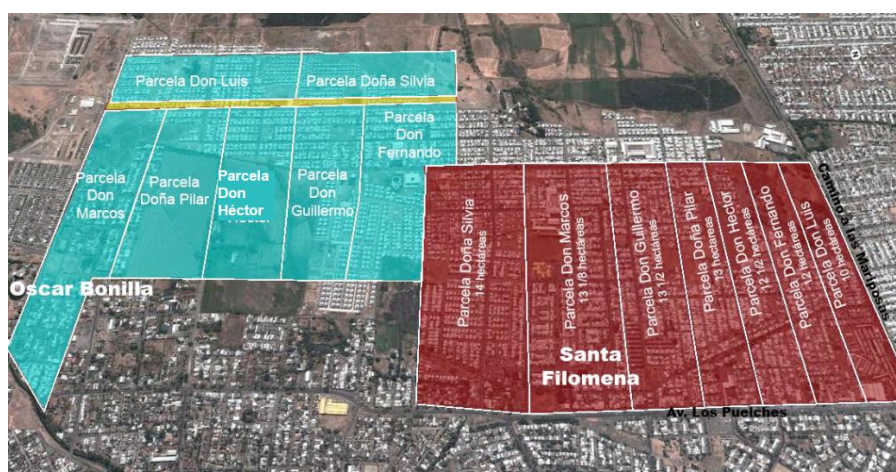 Parcela Don Luis
Parcela Doña Silvia
Parcela
Don
Fernando
Parcela
Don
Marcos
Parcela
Doña Pilar
Parcela
Don
Héctor
Parcela
Don
Guillermo
Oscar Bonilla
Parcela Doña Silvia
14 hectáreas
Parcela Don Marcos
13 1/8 hectáreas
Parcela Don Guillermo
13 1/2 hectáreas
Parcela Doña Pilar
13 hectáreas
Parcela Don Hector
12 1/2 hectáreas
Parcela Don Fernando
12 hectáreas
Parcela Don Luis
10 hectáreas
Camino a las Mariposas
Santa
Filomena
Av. Los Puelches